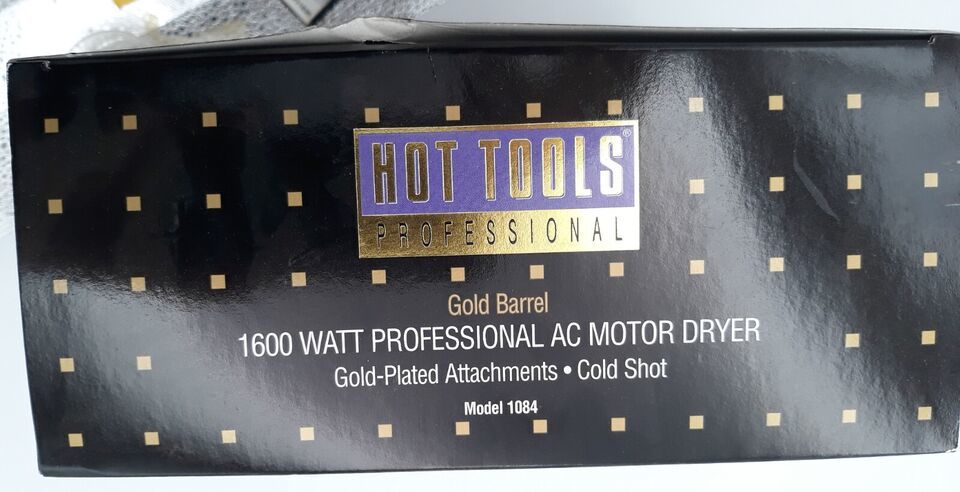 HOT TOOLS®
PROFESSIONAL
Gold Barrel
1600 WATT PROFESSIONAL AC MOTOR DRYER
Gold-Plated Attachments • Cold Shot
Model 1084